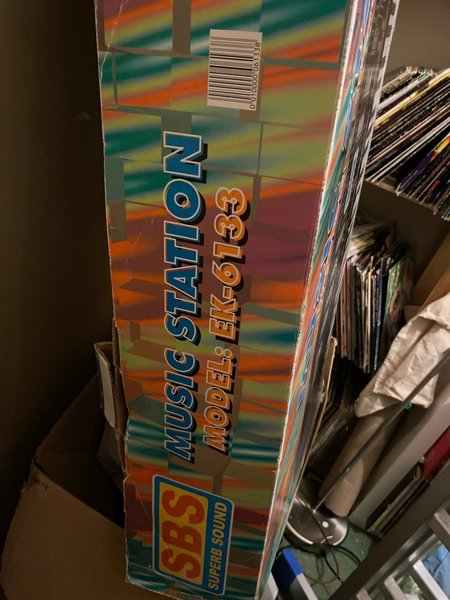 MUSIC STATION
MODEL: EK-6133
SBS
SUPERB SOUND